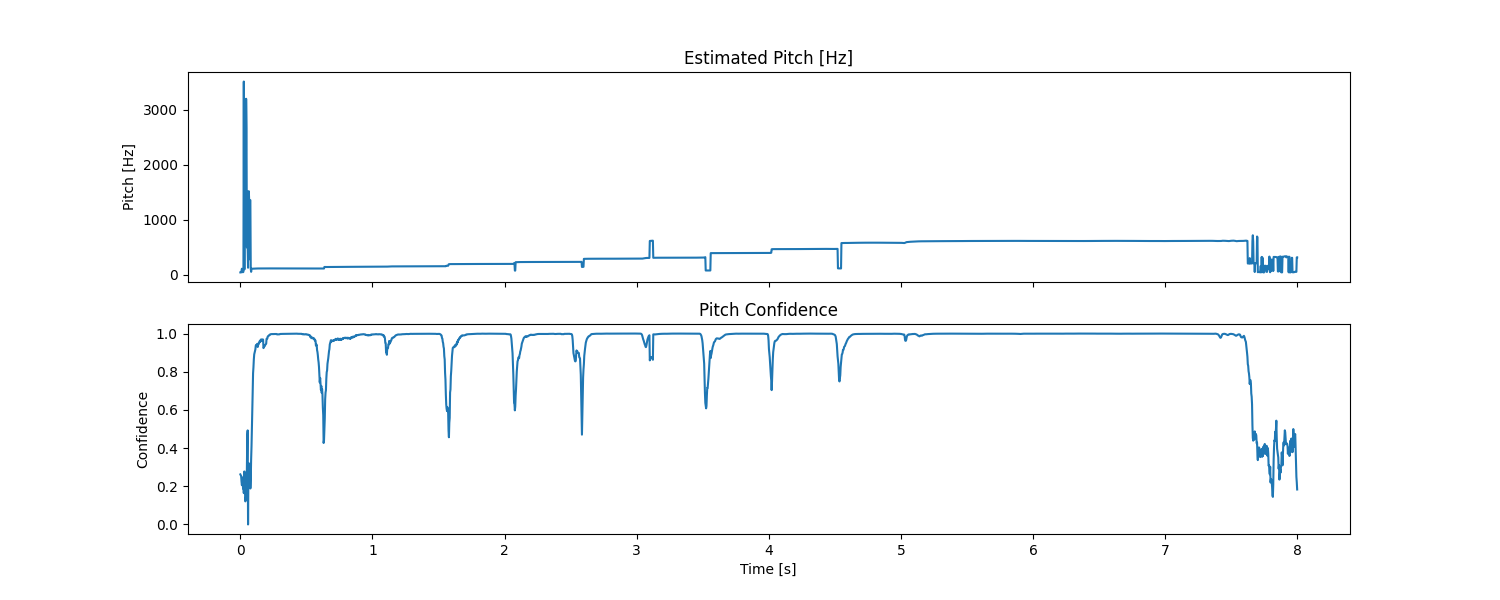 Estimated Pitch [Hz]
3000
2000
1000
0
Pitch [Hz]
Pitch Confidence
1.0
0.8
0.6
0.4
0.2
0.0
Confidence
0 1 2 3 4 5 6 7 8
Time [s]